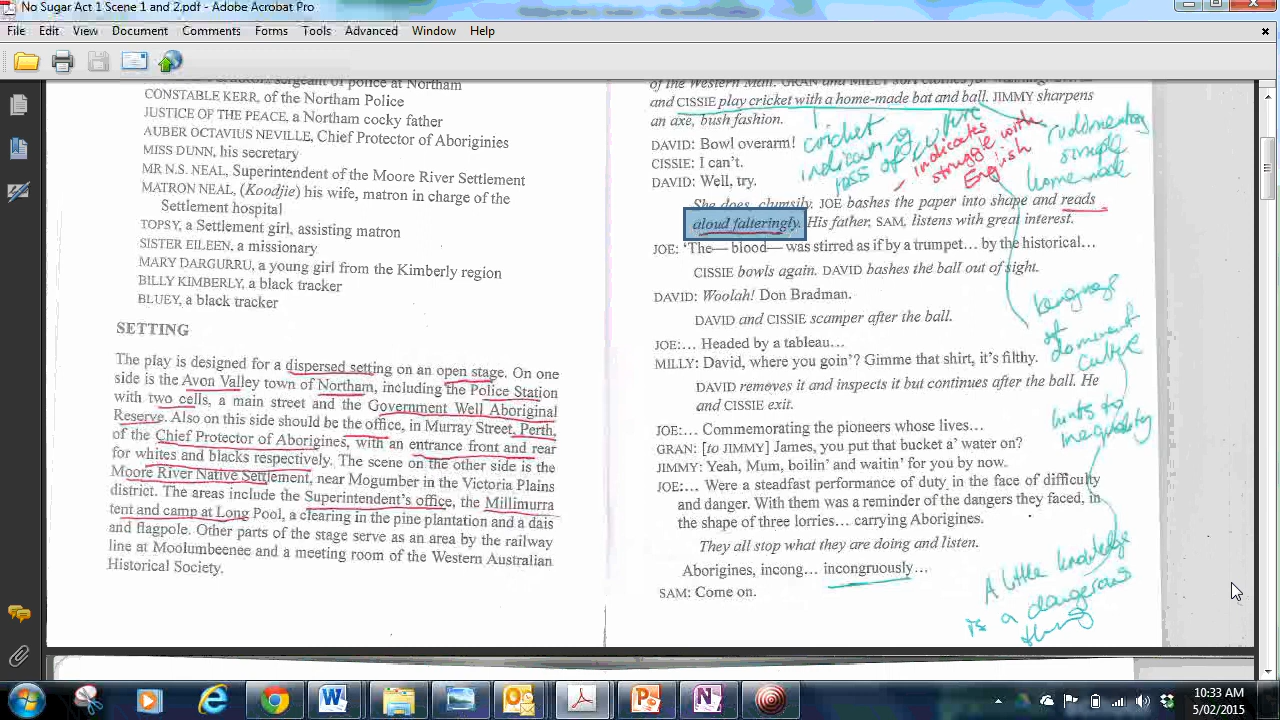 No Sugar Act 1 Scene 1 and 2.pdf - Adobe Acrobat Pro
File Edit View Document Comments Forms Tools Advanced Window Help
sergeant of police at Northam
CONSTABLE KERR, of the Northam Police
JUSTICE OF THE PEACE, a Northam cocky father
AUBER OCTAVIUS NEVILLE, Chief Protector of Aboriginies
MISS DUNN, his secretary
MR N.S. NEAL, Superintendent of the Moore River Settlement
MATRON NEAL, (Koodjie) his wife, matron in charge of the
Settlement hospital
TOPSY, a Settlement girl, assisting matron
SISTER EILEEN, a missionary
MARY DARGURRU, a young girl from the Kimberly region
BILLY KIMBERLY, a black tracker
BLUEY, a black tracker
SETTING
The play is designed for a dispersed setting on an open stage. On one
side is the Avon Valley town of Northam, including the Police Station
with two cells, a main street and the Government Well Aboriginal
Reserve. Also on this side should be the office, in Murray Street, Perth,
of the Chief Protector of Aborigines, with an entrance front and rear
for whites and blacks respectively. The scene on the other side is the
Moore River Native Settlement, near Mogumber in the Victoria Plains
district. The areas include the Superintendent's office, the Millimurra
tent and camp at Long Pool, a clearing in the pine plantation and a dais
and flagpole. Other parts of the stage serve as an area by the railway
line at Moolumbeenee and a meeting room of the Western Australian
Historical Society.
of the Western Mail. GRAN and MILLY sort clothes for
and CISSIE play cricket with a home-made bat and ball. JIMMY sharpens
an axe, bush fashion.
DAVID: Bowl overarm!
CISSIE: I can't.
DAVID: Well, try.
She does, clumsily. JOE bashes the paper into shape and reads
aloud falteringly. His father, SAM, listens with great interest.
JOE: 'The— blood— was stirred as if by a trumpet... by the historical...
CISSIE bowls again. DAVID bashes the ball out of sight.
DAVID: Woolah! Don Bradman.
DAVID and CISSIE scamper after the ball.
JOE:... Headed by a tableau...
MILLY: David, where you goin'? Gimme that shirt, it's filthy.
DAVID removes it and inspects it but continues after the ball. He
and CISSIE exit.
JOE:... Commemorating the pioneers whose lives...
GRAN: [to JIMMY] James, you put that bucket a' water on?
JIMMY: Yeah, Mum, boilin' and waitin' for you by now.
JOE:... Were a steadfast performance of duty in the face of difficulty
and danger. With them was a reminder of the dangers they faced, in
the shape of three lorries... carrying Aborigines.
They all stop what they are doing and listen.
Aborigines, incong... incongruously...
SAM: Come on.
cricket
indicating
loss of culture
indicates
struggle with
English
rudimentary
simple
home-made
language
of dominant
culture
hints to
inequality
A little knowledge
is a dangerous
thing
10:33 AM
5/02/2015